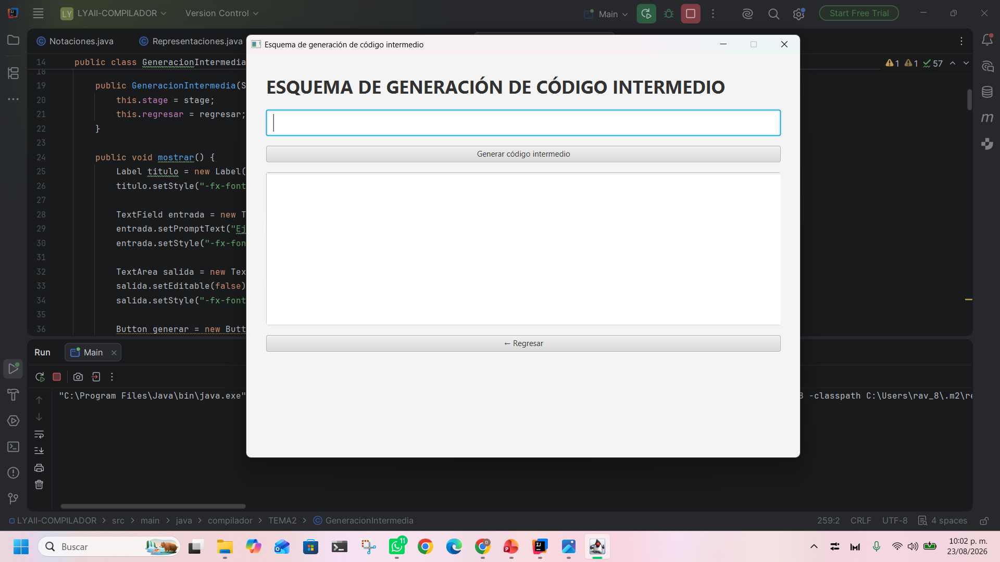 LY LYAII-COMPILADOR Version Control Main Start Free Trial
Notaciones.java Representaciones.java
Esquema de generación de código intermedio
14 public class GeneracionIntermedia
1 1 57
18
19 public GeneracionIntermedia(S
20 this.stage = stage;
21 this.regresar = regresar;
22 }
23
24 public void mostrar() {
25 Label titulo = new Label(
26 titulo.setStyle("-fx-font
27
28 TextField entrada = new T
29 entrada.setPromptText("Ej
30 entrada.setStyle("-fx-fon
31
32 TextArea salida = new Tex
33 salida.setEditable(false)
34 salida.setStyle("-fx-font
35
36 Button generar = new Butt
ESQUEMA DE GENERACIÓN DE CÓDIGO INTERMEDIO
Generar código intermedio
← Regresar
Run Main
"C:\Program Files\Java\bin\java.exe" 8 -classpath C:\Users\rav_8\.m2\re
LYAII-COMPILADOR > src > main > java > compilador > TEMA2 > GeneracionIntermedia
259:2 CRLF UTF-8 4 spaces
Buscar
11
10:02 p. m.
23/08/2026